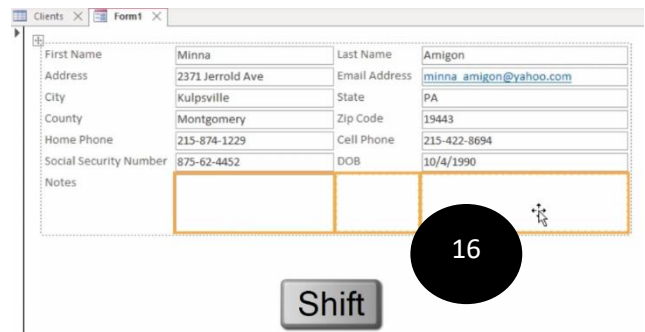 Clients Form1
First Name Minna Last Name Amigon
Address 2371 Jerrold Ave Email Address minna_amigon@yahoo.com
City Kulpsville State PA
County Montgomery Zip Code 19443
Home Phone 215-874-1229 Cell Phone 215-422-8694
Social Security Number 875-62-4452 DOB 10/4/1990
Notes
16
Shift